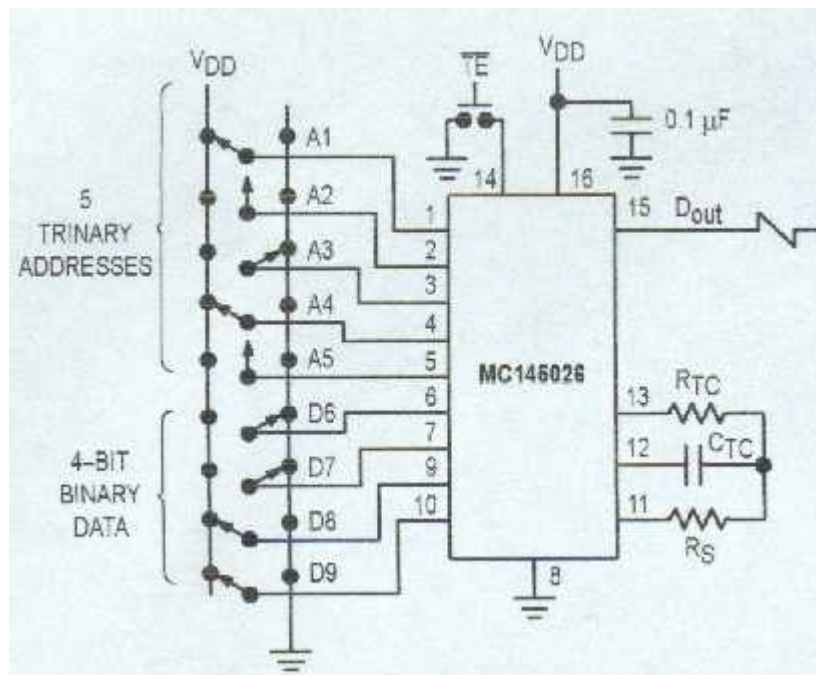 VDD
TE
VDD
0.1 µF
5
TRINARY
ADDRESSES
A1
A2
A3
A4
A5
4-BIT
BINARY
DATA
D6
D7
D8
D9
1
2
3
4
5
6
7
9
10
14
16
15
Dout
MC145026
13
RTC
12
CTC
11
RS
8